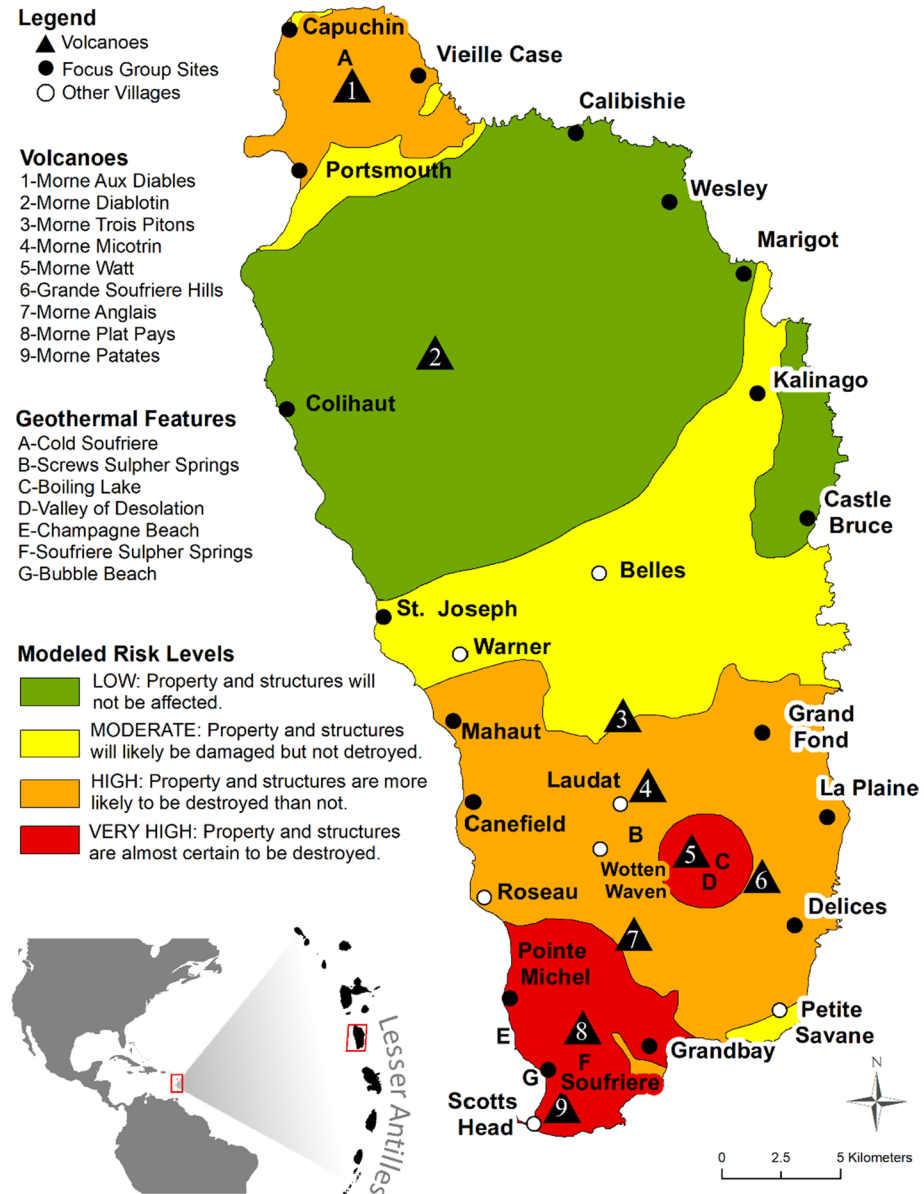 Legend
Volcanoes
Focus Group Sites
Other Villages
Volcanoes
1-Morne Aux Diables
2-Morne Diablotin
3-Morne Trois Pitons
4-Morne Micotrin
5-Morne Watt
6-Grande Soufriere Hills
7-Morne Anglais
8-Morne Plat Pays
9-Morne Patates
Geothermal Features
A-Cold Soufriere
B-Screws Sulpher Springs
C-Boiling Lake
D-Valley of Desolation
E-Champagne Beach
F-Soufriere Sulpher Springs
G-Bubble Beach
Modeled Risk Levels
LOW: Property and structures will
not be affected.
MODERATE: Property and structures
will likely be damaged but not detroyed.
HIGH: Property and structures are more
likely to be destroyed than not.
VERY HIGH: Property and structures
are almost certain to be destroyed.
Capuchin
A
Vieille Case
1
Calibishie
Portsmouth
Wesley
Marigot
2
Kalinago
Colihaut
Castle
Bruce
Belles
St. Joseph
Warner
3
Mahaut
Grand
Fond
Laudat
4
La Plaine
Canefield
B
5
C
Wotten
Waven
D
6
Roseau
Delices
7
Pointe
Michel
Petite
Savane
8
E
Grandbay
F
G
Soufriere
Scotts
Head
9
Lesser Antilles
N
0 2.5 5 Kilometers